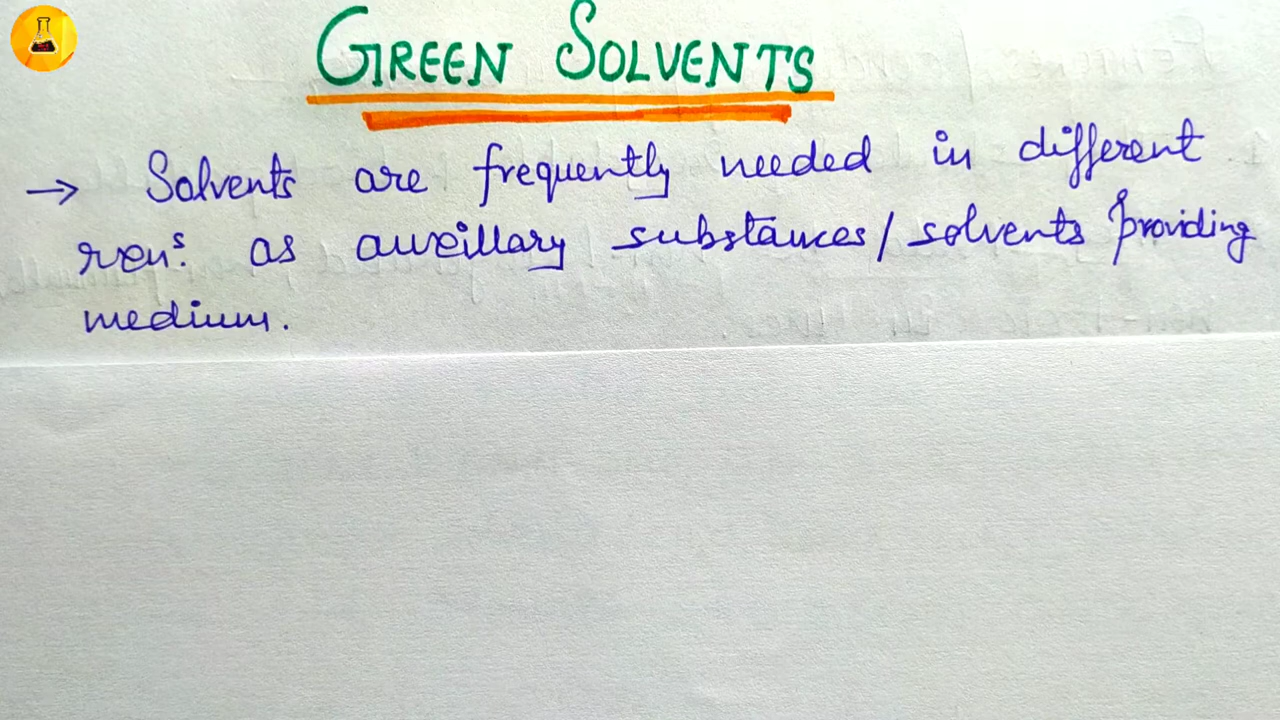 GREEN SOLVENTS
→ Solvents are frequently needed in different
rxnˢ. as auxillary substances/solvents providing
medium.